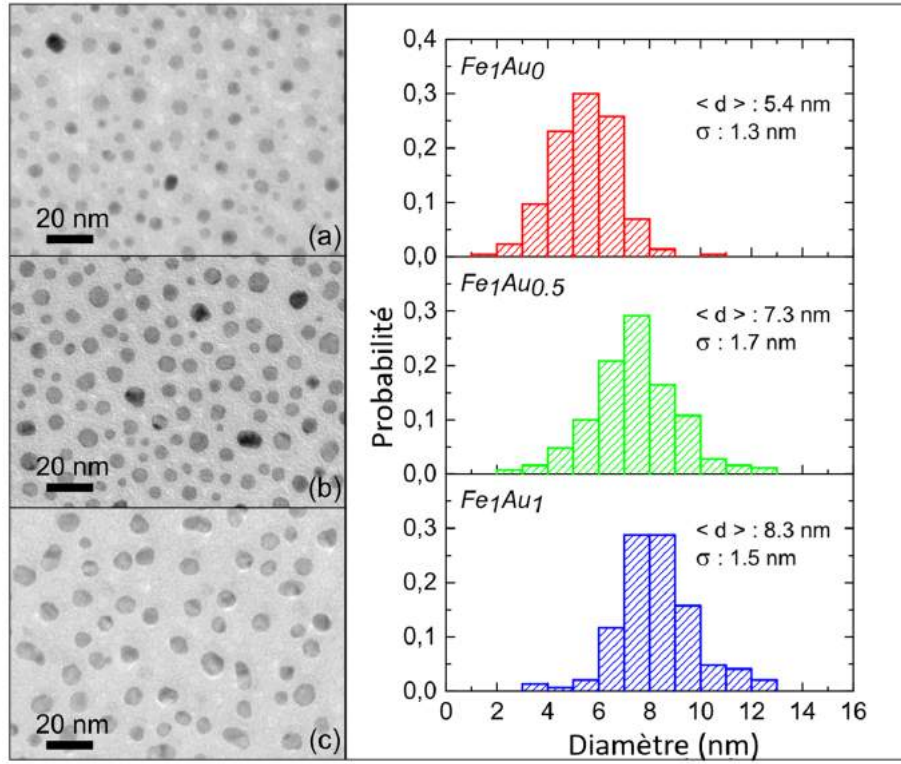 20 nm
(a)
20 nm
(b)
20 nm
(c)
Probabilité
0,4
0,3
0,2
0,1
0,0
Fe1Au0
< d > : 5.4 nm
σ : 1.3 nm
0,3
0,2
0,1
0,0
Fe1Au0.5
< d > : 7.3 nm
σ : 1.7 nm
0,3
0,2
0,1
0,0
Fe1Au1
< d > : 8.3 nm
σ : 1.5 nm
0 2 4 6 8 10 12 14 16
Diamètre (nm)